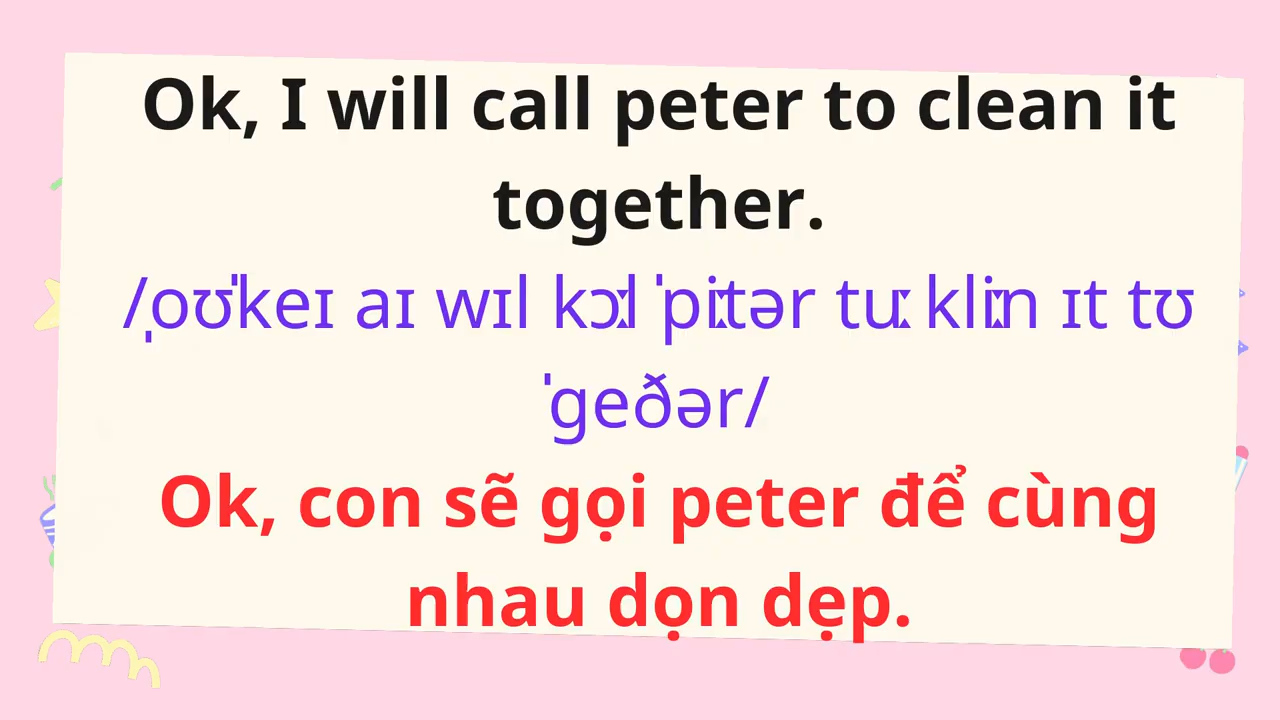 Ok, I will call peter to clean it
together.
/ˌoʊˈkeɪ aɪ wɪl kɔːl ˈpiːtər tuː kliːn ɪt tʊ
ˈgeðər/
Ok, con sẽ gọi peter để cùng
nhau dọn dẹp.